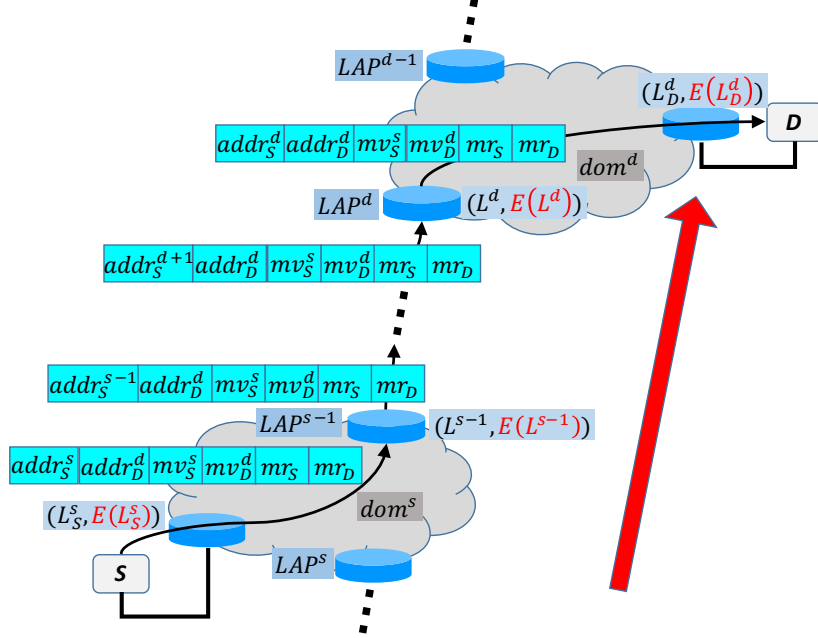 LAP^{d-1}
(L_D^d, E(L_D^d))
D
addr_S^d addr_D^d mv_S^s mv_D^d mr_S mr_D
dom^d
LAP^d (L^d, E(L^d))
addr_S^{d+1} addr_D^d mv_S^s mv_D^d mr_S mr_D
addr_S^{s-1} addr_D^d mv_S^s mv_D^d mr_S mr_D
LAP^{s-1} (L^{s-1}, E(L^{s-1}))
addr_S^s addr_D^d mv_S^s mv_D^d mr_S mr_D
(L_S^s, E(L_S^s)) dom^s
S
LAP^s